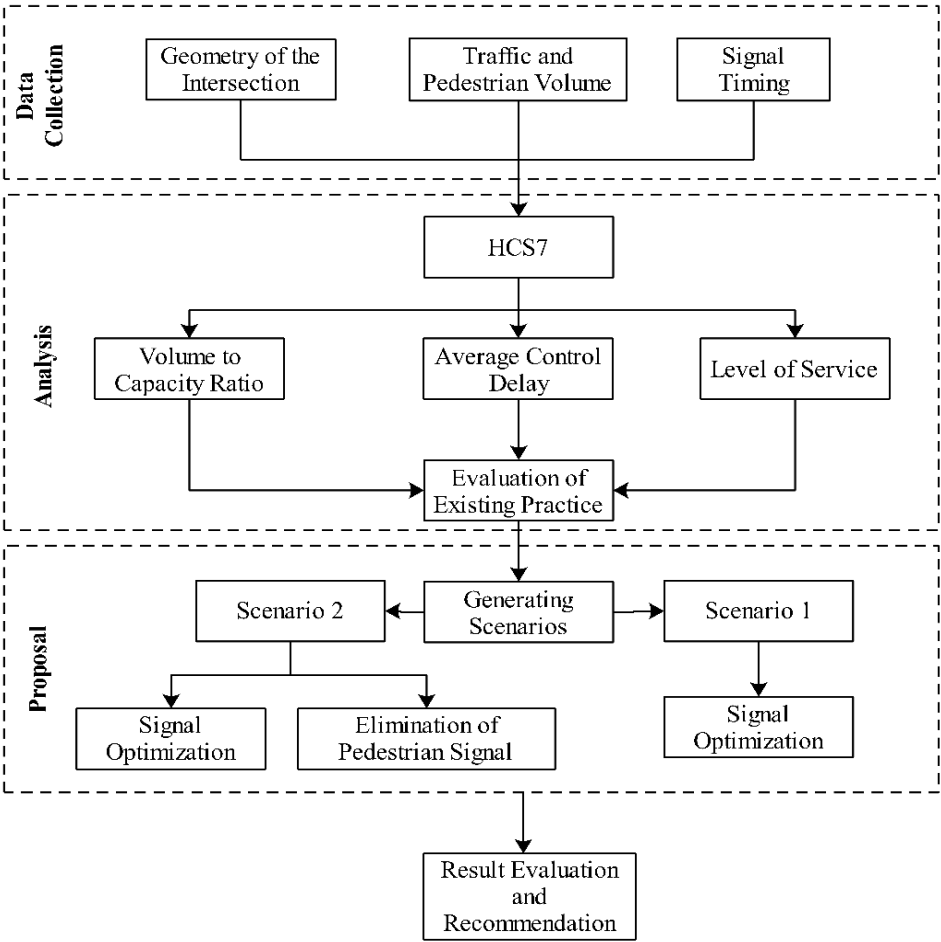 Data
Collection
Geometry of the
Intersection
Traffic and
Pedestrian Volume
Signal
Timing
Analysis
HCS7
Volume to
Capacity Ratio
Average Control
Delay
Level of Service
Evaluation of
Existing Practice
Proposal
Scenario 2
Generating
Scenarios
Scenario 1
Signal
Optimization
Elimination of
Pedestrian Signal
Signal
Optimization
Result Evaluation
and
Recommendation